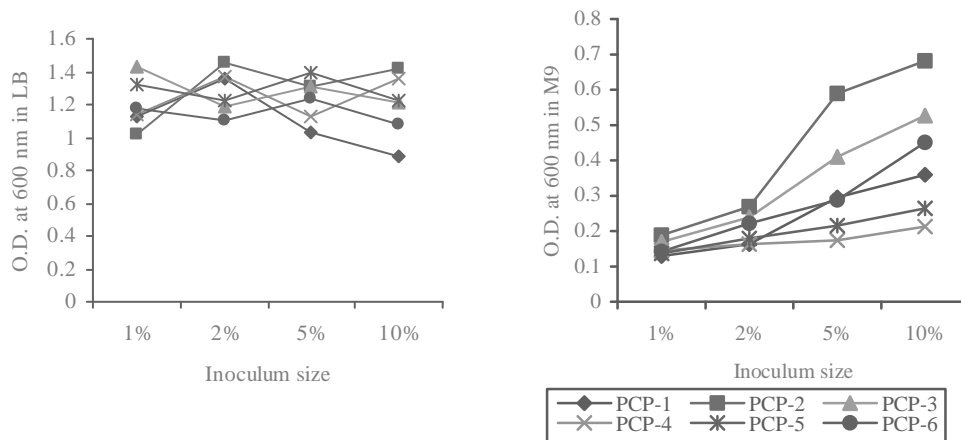 O.D. at 600 nm in LB
1.6
1.4
1.2
1
0.8
0.6
0.4
0.2
0
1% 2% 5% 10%
Inoculum size
O.D. at 600 nm in M9
0.8
0.7
0.6
0.5
0.4
0.3
0.2
0.1
0
1% 2% 5% 10%
Inoculum size
PCP-1 PCP-2 PCP-3
PCP-4 PCP-5 PCP-6